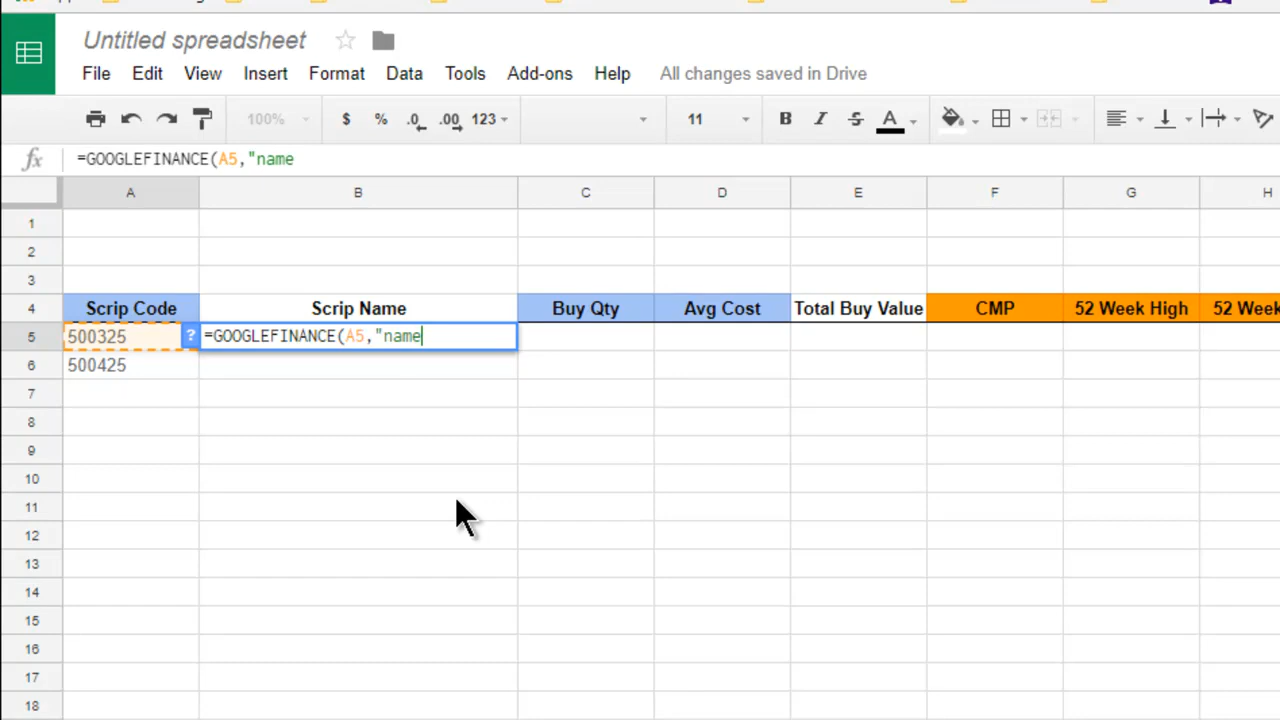 Untitled spreadsheet
File Edit View Insert Format Data Tools Add-ons Help All changes saved in Drive
100% $ % .0 .00 123 11 B I S A
fx =GOOGLEFINANCE(A5,"name
A B C D E F G H
1
2
3
4 Scrip Code Scrip Name Buy Qty Avg Cost Total Buy Value CMP 52 Week High 52 Week
5 500325 ? =GOOGLEFINANCE(A5,"name
6 500425
7
8
9
10
11
12
13
14
15
16
17
18